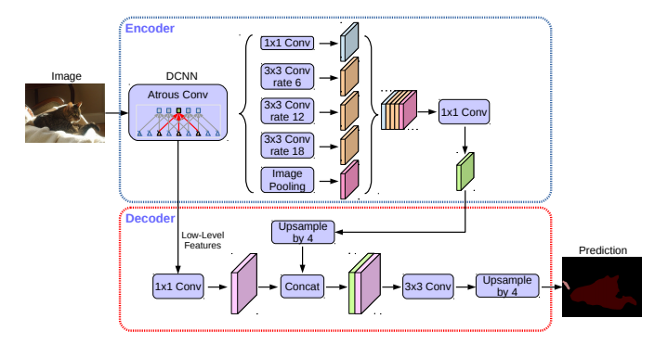 Encoder
Image
DCNN
Atrous Conv
1x1 Conv
3x3 Conv
rate 6
3x3 Conv
rate 12
3x3 Conv
rate 18
Image
Pooling
1x1 Conv
Decoder
Low-Level
Features
Upsample
by 4
1x1 Conv
Concat
3x3 Conv
Upsample
by 4
Prediction